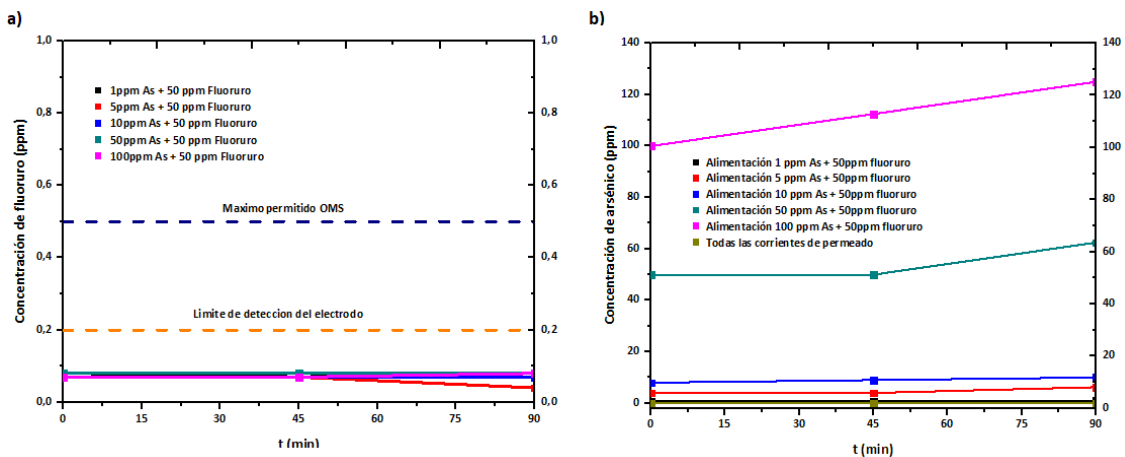 a)
Concentración de fluoruro (ppm)
1,0
0,8
0,6
0,4
0,2
0,0
1,0
0,8
0,6
0,4
0,2
0,0
1ppm As + 50 ppm Fluoruro
5ppm As + 50 ppm Fluoruro
10ppm As + 50 ppm Fluoruro
50ppm As + 50 ppm Fluoruro
100ppm As + 50 ppm Fluoruro
Maximo permitido OMS
Limite de deteccion del electrodo
0 15 30 45 60 75 90
t (min)
b)
Concentración de arsénico (ppm)
140
120
100
80
60
40
20
0
140
120
100
80
60
40
20
0
Alimentación 1 ppm As + 50ppm fluoruro
Alimentación 5 ppm As + 50ppm fluoruro
Alimentación 10 ppm As + 50ppm fluoruro
Alimentación 50 ppm As + 50ppm fluoruro
Alimentación 100 ppm As + 50ppm fluoruro
Todas las corrientes de permeado
0 15 30 45 60 75 90
t (min)